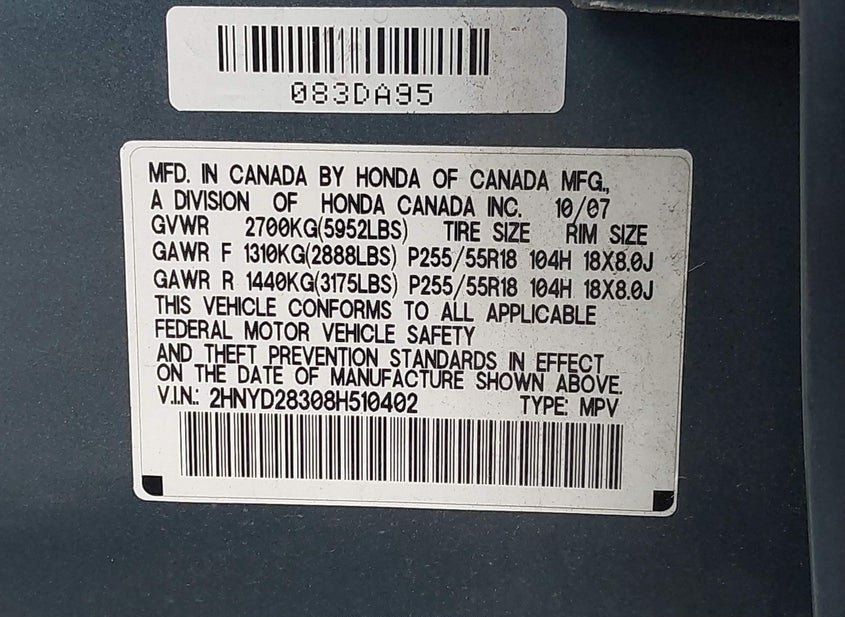 083DA95
MFD. IN CANADA BY HONDA OF CANADA MFG.,
A DIVISION OF HONDA CANADA INC. 10/07
GVWR 2700KG(5952LBS) TIRE SIZE RIM SIZE
GAWR F 1310KG(2888LBS) P255/55R18 104H 18X8.0J
GAWR R 1440KG(3175LBS) P255/55R18 104H 18X8.0J
THIS VEHICLE CONFORMS TO ALL APPLICABLE
FEDERAL MOTOR VEHICLE SAFETY
AND THEFT PREVENTION STANDARDS IN EFFECT
ON THE DATE OF MANUFACTURE SHOWN ABOVE.
V.I.N.: 2HNYD28308H510402 TYPE: MPV